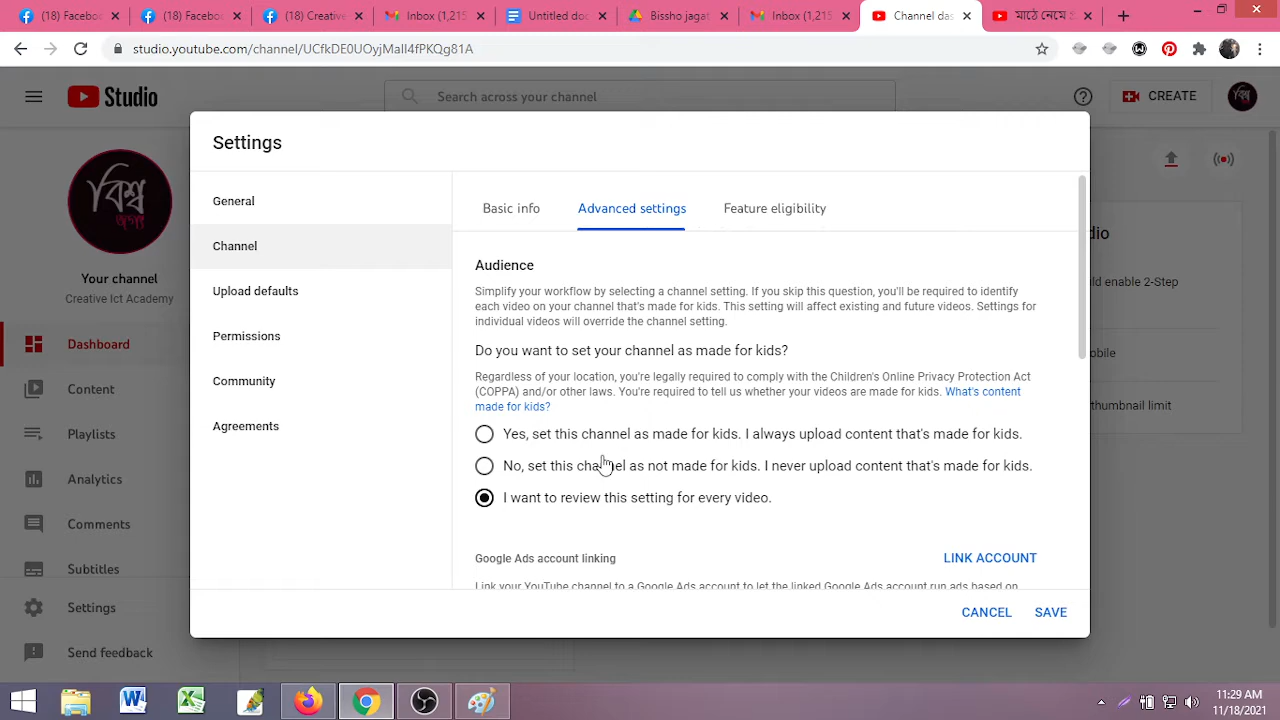 (18) Faceboo
(18) Faceboo
(18) Creative
Inbox (1,215
Untitled doc
Bissho jagat
Inbox (1,215
Channel das
মাঠে নেমে
studio.youtube.com/channel/UCfkDE0UOyjMall4fPKQg81A
Studio
Search across your channel
CREATE
বিশ্ব
জগৎ
Your channel
Creative Ict Academy
Dashboard
Content
Playlists
Analytics
Comments
Subtitles
Settings
Send feedback
Settings
General
Channel
Upload defaults
Permissions
Community
Agreements
Basic info
Advanced settings
Feature eligibility
Audience
Simplify your workflow by selecting a channel setting. If you skip this question, you'll be required to identify
each video on your channel that's made for kids. This setting will affect existing and future videos. Settings for
individual videos will override the channel setting.
Do you want to set your channel as made for kids?
Regardless of your location, you're legally required to comply with the Children's Online Privacy Protection Act
(COPPA) and/or other laws. You're required to tell us whether your videos are made for kids. What's content
made for kids?
Yes, set this channel as made for kids. I always upload content that's made for kids.
No, set this channel as not made for kids. I never upload content that's made for kids.
I want to review this setting for every video.
Google Ads account linking
LINK ACCOUNT
Link your YouTube channel to a Google Ads account to let the linked Google Ads account run ads based on
CANCEL
SAVE
dio
uld enable 2-Step
obile
thumbnail limit
11:29 AM
11/18/2021